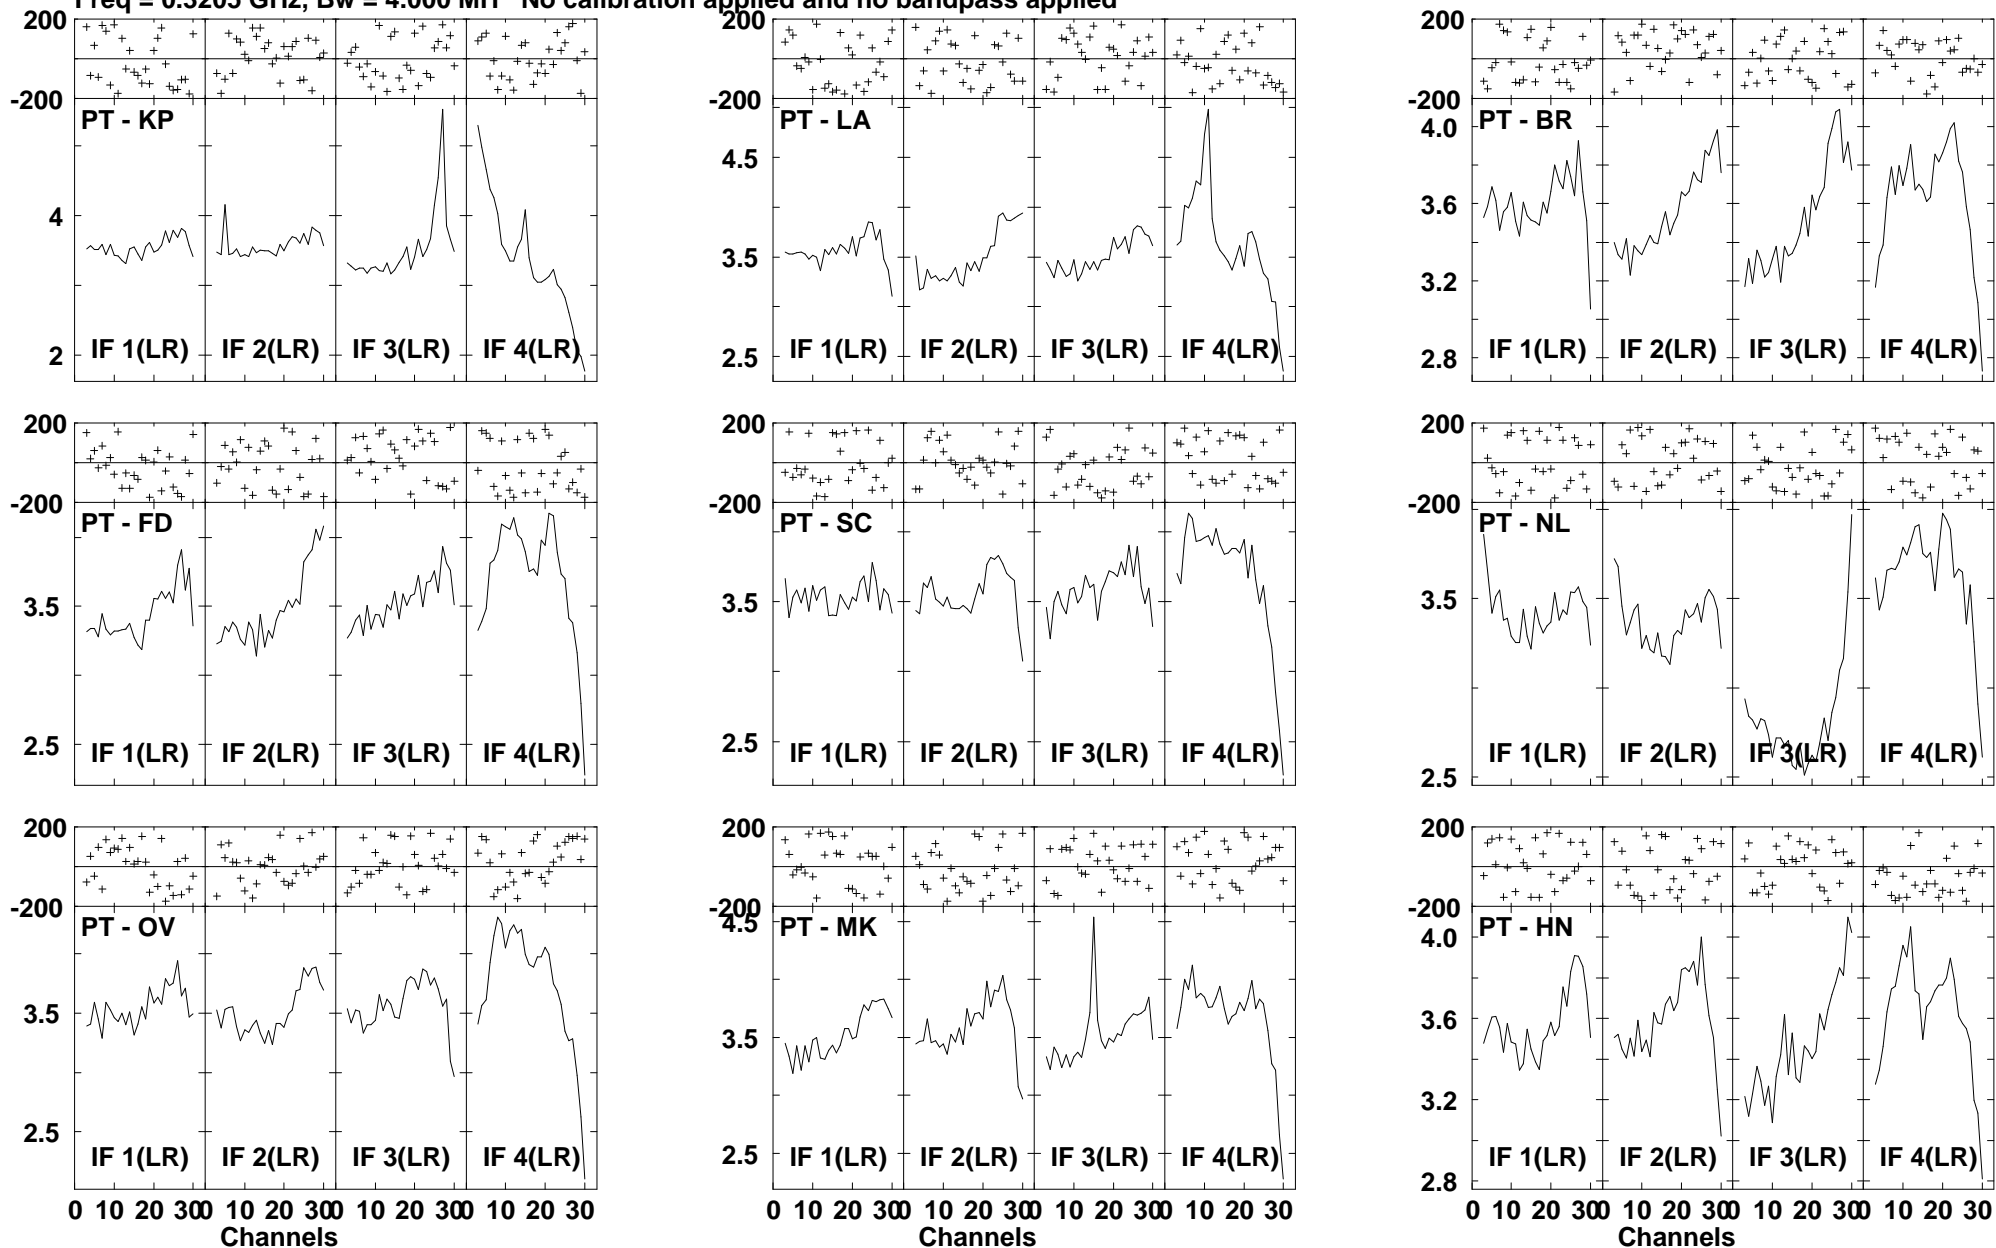 Freq = 0.3205 GHz, Bw = 4.000 MH No calibration applied and no bandpass applied
200 200 200
-200 -200 -200
PT - KP PT - LA PT - BR
4 2
4.5 3.5 2.5
4.0 3.6 3.2 2.8
IF 1(LR) IF 2(LR) IF 3(LR) IF 4(LR) IF 1(LR) IF 2(LR) IF 3(LR) IF 4(LR) IF 1(LR) IF 2(LR) IF 3(LR) IF 4(LR)
200 200 200
-200 -200 -200
PT - FD PT - SC PT - NL
3.5 3.5 3.5
2.5 2.5 2.5
IF 1(LR) IF 2(LR) IF 3(LR) IF 4(LR) IF 1(LR) IF 2(LR) IF 3(LR) IF 4(LR) IF 1(LR) IF 2(LR) IF 3(LR) IF 4(LR)
200 200 200
-200 -200 -200
PT - OV PT - MK PT - HN
3.5 2.5
4.5 3.5 2.5
4.0 3.6 3.2 2.8
IF 1(LR) IF 2(LR) IF 3(LR) IF 4(LR) IF 1(LR) IF 2(LR) IF 3(LR) IF 4(LR) IF 1(LR) IF 2(LR) IF 3(LR) IF 4(LR)
0 10 20 30 0 10 20 30 0 10 20 30 0 10 20 30 0 10 20 30 0 10 20 30 0 10 20 30 0 10 20 30 0 10 20 30 0 10 20 30 0 10 20 30 0 10 20 30
Channels Channels Channels